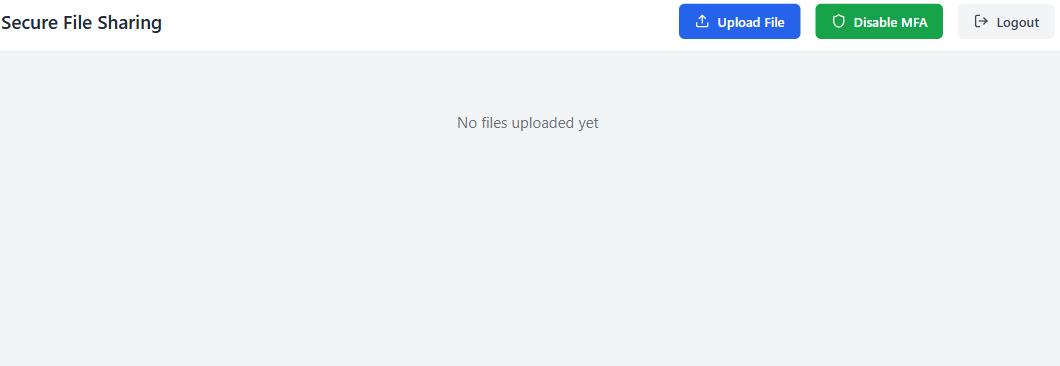 Secure File Sharing
Upload File
Disable MFA
Logout
No files uploaded yet